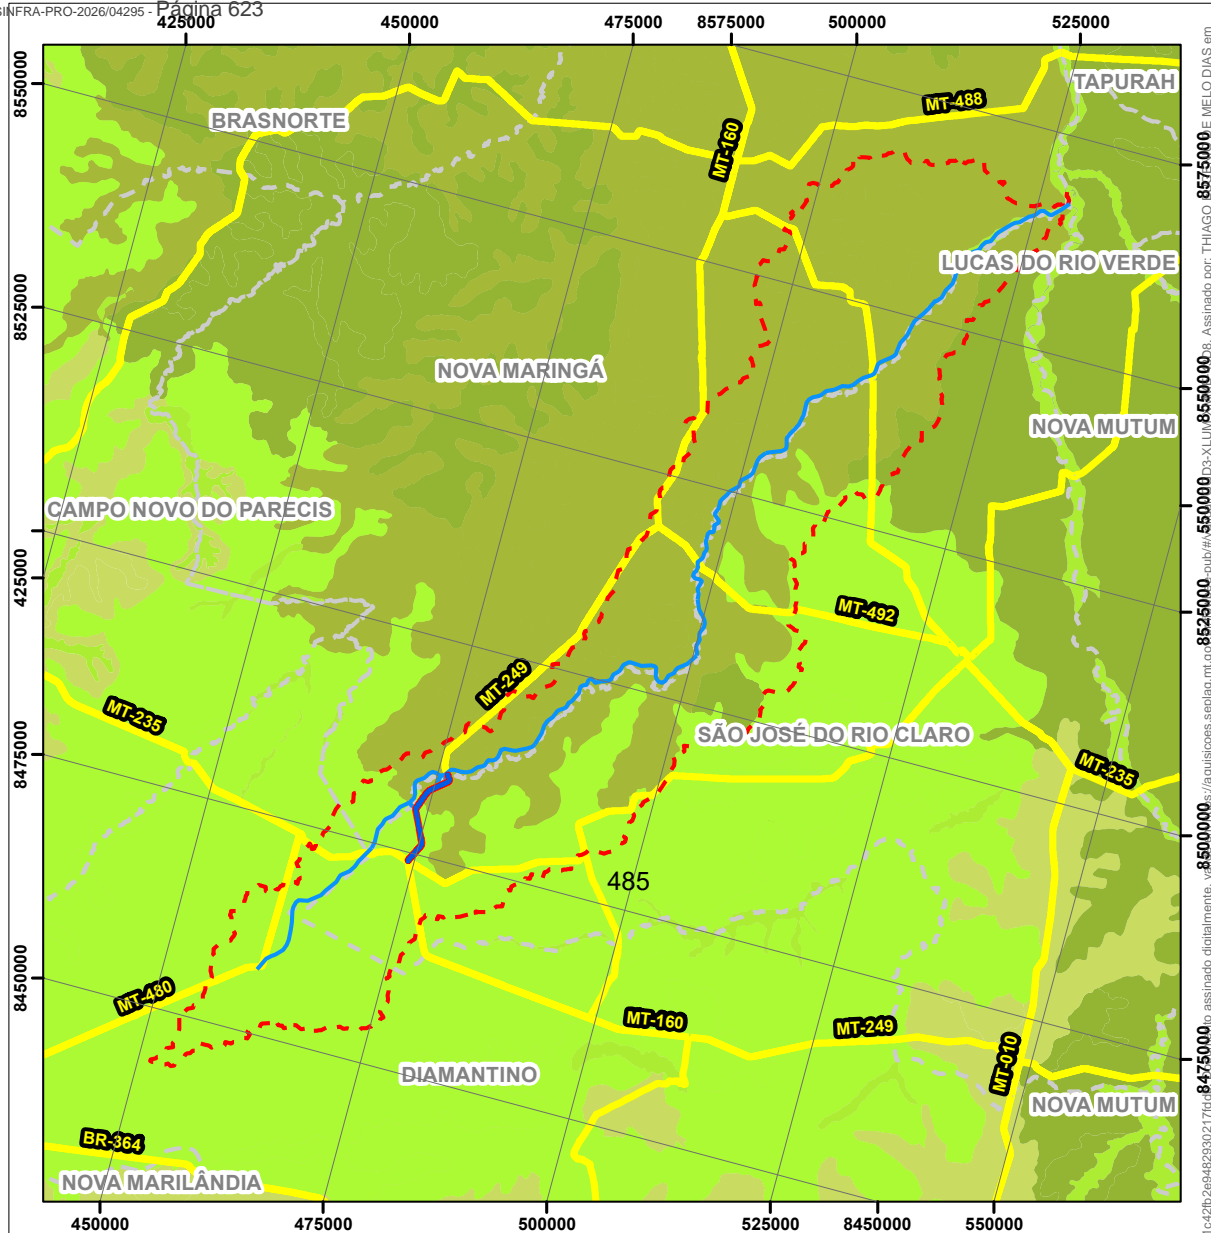 SINFRA-PRO-2026/04295 - Página 623
425000 450000 475000 8575000 5000000 525000
8550000
8525000
425000
8475000
8450000
TAPURAH
MT-488
BRASNORTE
MT-160
LUCAS DO RIO VERDE
NOVA MARINGÁ
NOVA MUTUM
CAMPO NOVO DO PARECIS
MT-492
MT-249
MT-235
SÃO JOSÉ DO RIO CLARO
MT-235
485
MT-480
MT-160
MT-249
MT-010
DIAMANTINO
NOVA MUTUM
BR-364
NOVA MARILÂNDIA
8575000
8550000
550000
8525000
8500000
8475000
450000 475000 500000 525000 8450000 550000